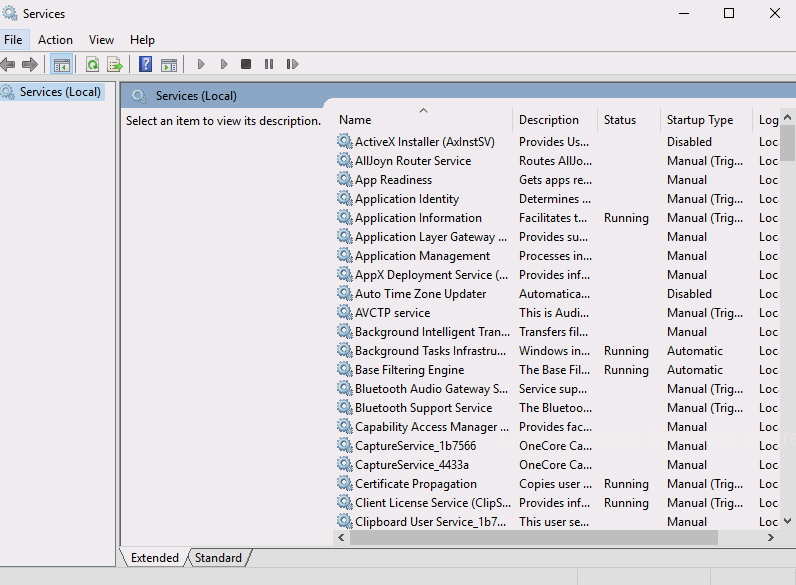 Services
File Action View Help
Services (Local)
Services (Local)
Select an item to view its description.
Name Description Status Startup Type Log
ActiveX Installer (AxInstSV) Provides Us... Disabled Loc
AllJoyn Router Service Routes AllJo... Manual (Trig... Loc
App Readiness Gets apps re... Manual Loc
Application Identity Determines ... Manual (Trig... Loc
Application Information Facilitates t... Running Manual (Trig... Loc
Application Layer Gateway ... Provides su... Manual Loc
Application Management Processes in... Manual Loc
AppX Deployment Service (... Provides inf... Manual Loc
Auto Time Zone Updater Automatica... Disabled Loc
AVCTP service This is Audi... Manual (Trig... Loc
Background Intelligent Tran... Transfers fil... Manual Loc
Background Tasks Infrastru... Windows in... Running Automatic Loc
Base Filtering Engine The Base Fil... Running Automatic Loc
Bluetooth Audio Gateway S... Service sup... Manual (Trig... Loc
Bluetooth Support Service The Bluetoo... Manual (Trig... Loc
Capability Access Manager ... Provides fac... Manual Loc
CaptureService_1b7566 OneCore Ca... Manual Loc
CaptureService_4433a OneCore Ca... Manual Loc
Certificate Propagation Copies user ... Running Manual (Trig... Loc
Client License Service (ClipS... Provides inf... Running Manual (Trig... Loc
Clipboard User Service_1b7... This user se... Manual Loc
Extended Standard